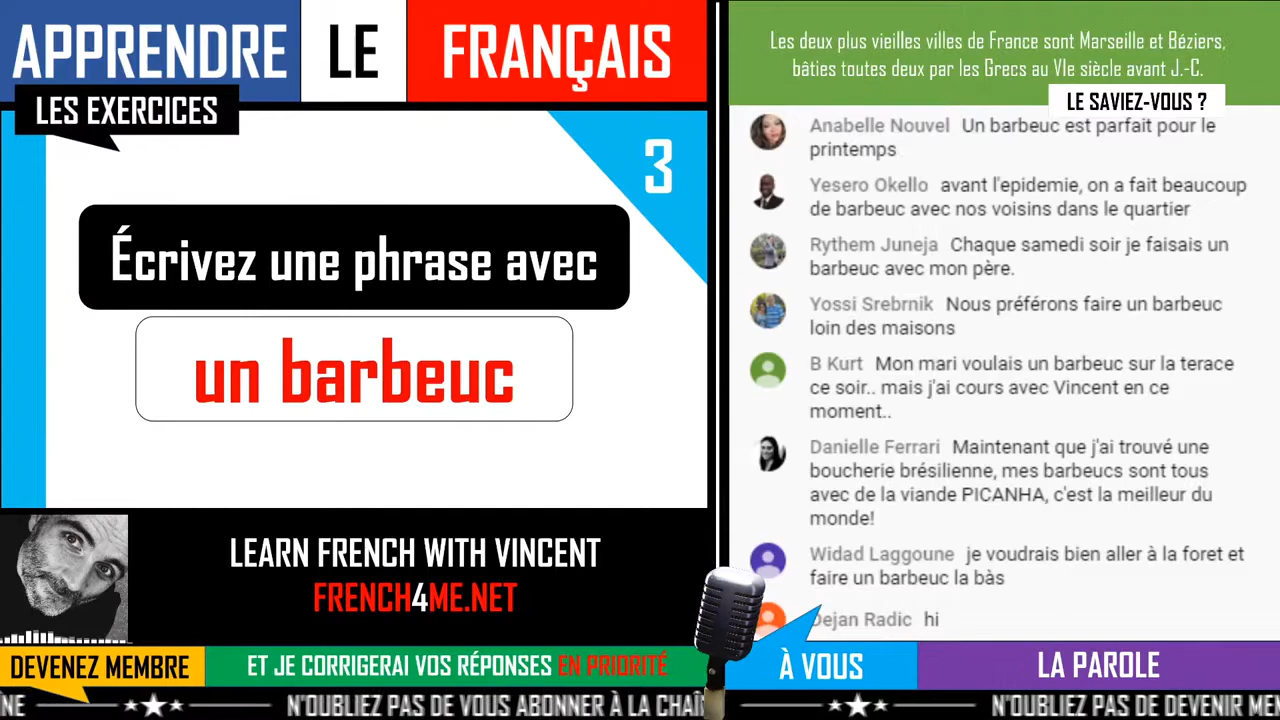 APPRENDRE LE FRANÇAIS
LES EXERCICES
3
Écrivez une phrase avec
un barbeuc
LEARN FRENCH WITH VINCENT
FRENCH4ME.NET
DEVENEZ MEMBRE
ET JE CORRIGERAI VOS RÉPONSES EN PRIORITÉ
Les deux plus vieilles villes de France sont Marseille et Béziers,
bâties toutes deux par les Grecs au VIe siècle avant J.-C.
LE SAVIEZ-VOUS ?
Anabelle Nouvel Un barbeuc est parfait pour le
printemps
Yesero Okello avant l'epidemie, on a fait beaucoup
de barbeuc avec nos voisins dans le quartier
Rythem Juneja Chaque samedi soir je faisais un
barbeuc avec mon père.
Yossi Srebrnik Nous préférons faire un barbeuc
loin des maisons
B Kurt Mon mari voulais un barbeuc sur la terace
ce soir.. mais j'ai cours avec Vincent en ce
moment..
Danielle Ferrari Maintenant que j'ai trouvé une
boucherie brésilienne, mes barbeucs sont tous
avec de la viande PICANHA, c'est la meilleur du
monde!
Widad Laggoune je voudrais bien aller à la foret et
faire un barbeuc la bàs
Dejan Radic hi
À VOUS
LA PAROLE
NE N'OUBLIEZ PAS DE VOUS ABONNER À LA CHAÎ
N'OUBLIEZ PAS DE DEVENIR MEM